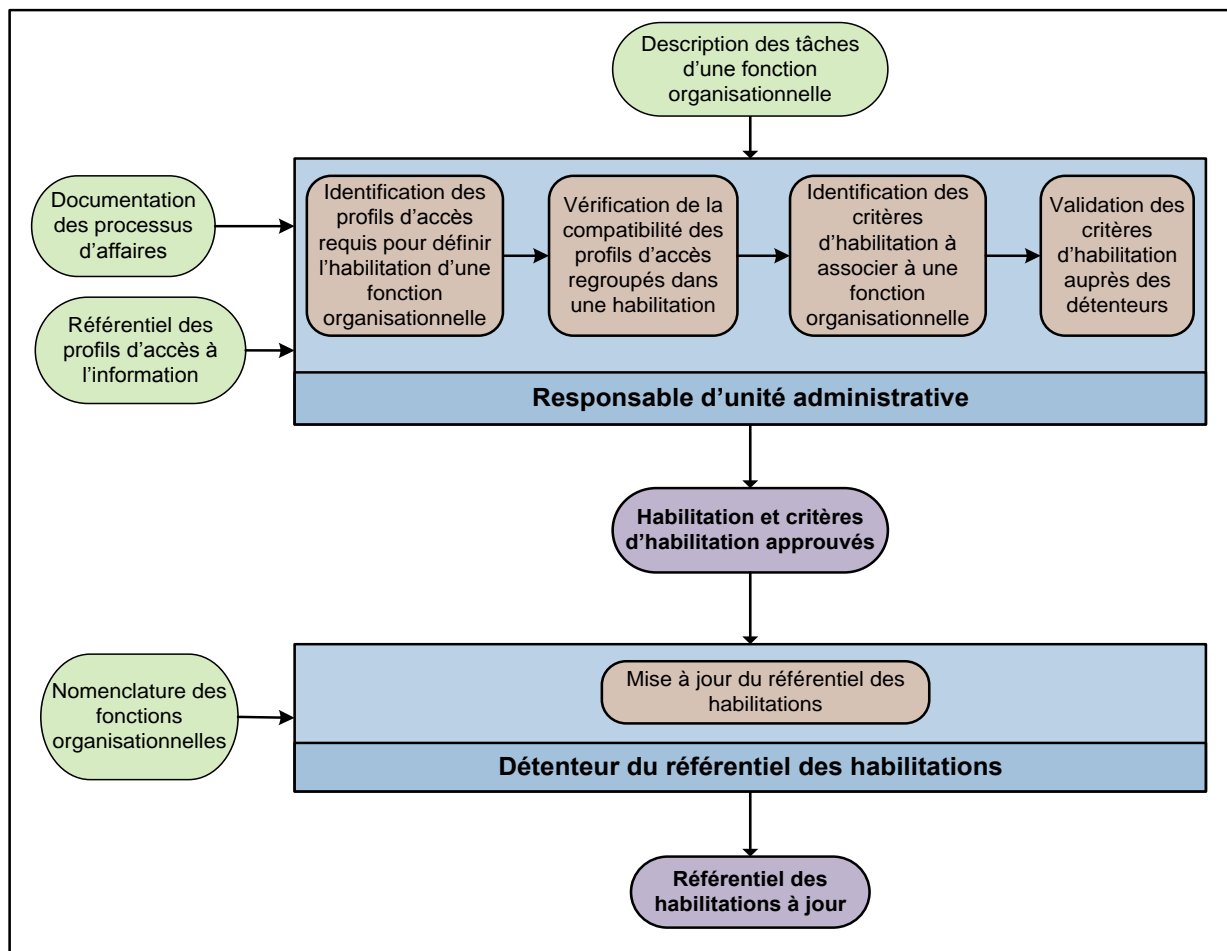 Description des tâches
d’une fonction
organisationnelle
Documentation
des processus
d’affaires
Référentiel des
profils d’accès à
l’information
Identification des
profils d’accès
requis pour définir
l’habilitation d’une
fonction
organisationnelle
Vérification de la
compatibilité des
profils d’accès
regroupés dans
une habilitation
Identification des
critères
d’habilitation à
associer à une
fonction
organisationnelle
Validation des
critères
d’habilitation
auprès des
détenteurs
Responsable d’unité administrative
Habilitation et critères
d’habilitation approuvés
Nomenclature des
fonctions
organisationnelles
Mise à jour du référentiel des
habilitations
Détenteur du référentiel des habilitations
Référentiel des
habilitations à jour